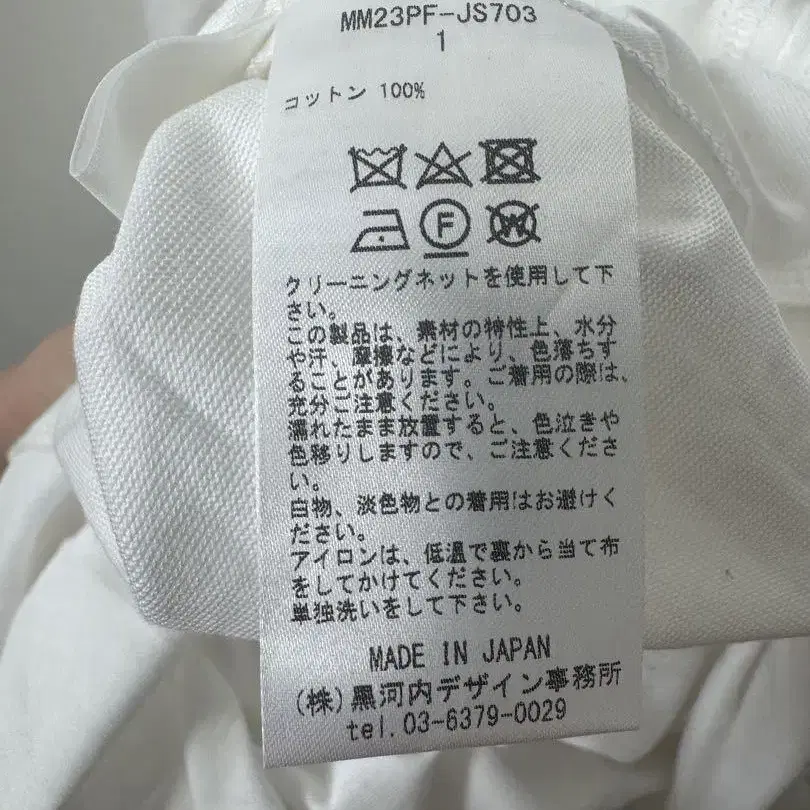 MM23PF-JS703
1
コットン 100%
F
W
クリーニングネットを使用して下
さい。
この製品は、素材の特性上、水分
や汗、摩擦などにより、色落ちす
ることがあります。ご着用の際は、
充分ご注意ください。
濡れたまま放置すると、色泣きや
色移りしますので、ご注意くださ
い。
白物、淡色物との着用はお避けく
ださい。
アイロンは、低温で裏から当て布
をしてかけてください。
単独洗いをして下さい。
MADE IN JAPAN
(株)黒河内デザイン事務所
tel.03-6379-0029